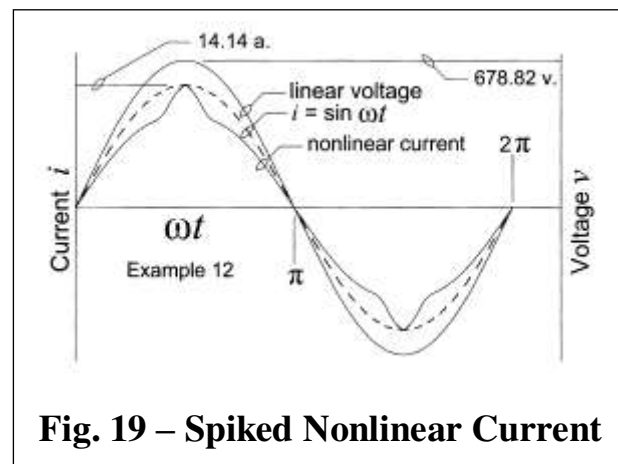 14.14 a.
678.82 v.
linear voltage
i = sin ωt
nonlinear current
2π
Current i
Voltage v
ωt
Example 12
π
Fig. 19 – Spiked Nonlinear Current